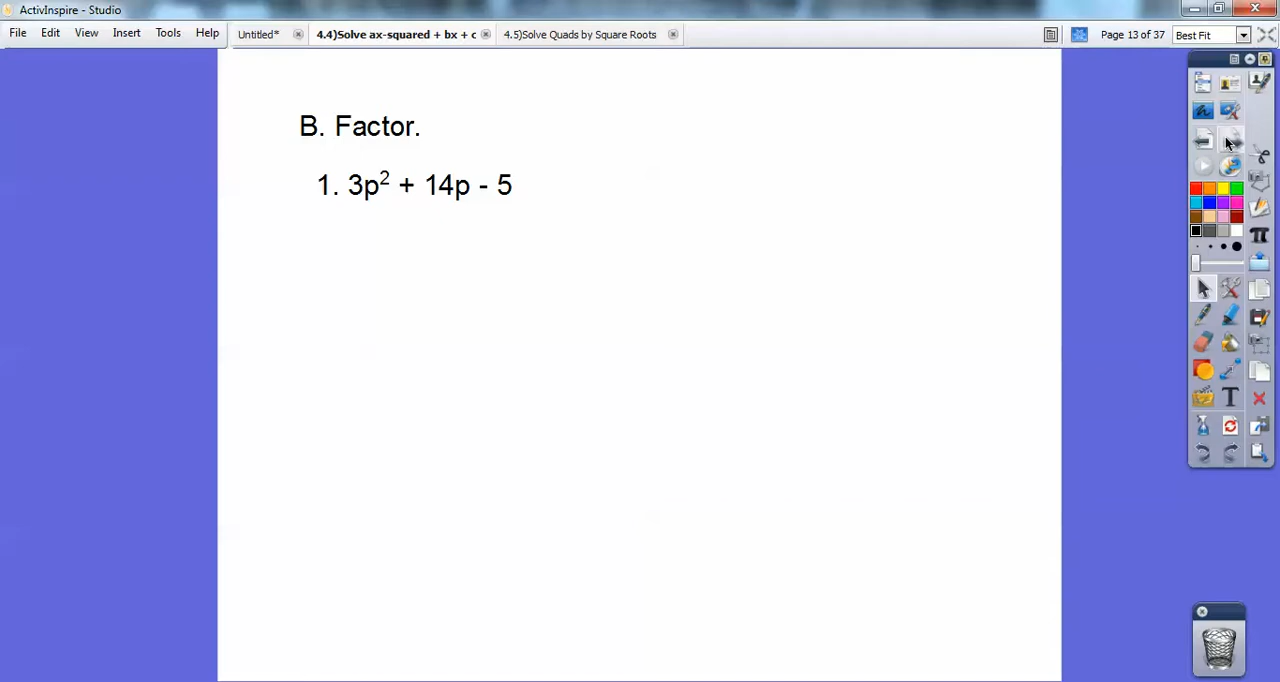 ActivInspire - Studio
File Edit View Insert Tools Help
Untitled* 4.4)Solve ax-squared + bx + c 4.5)Solve Quads by Square Roots
Page 13 of 37 Best Fit
B. Factor.
1. 3p² + 14p - 5
T